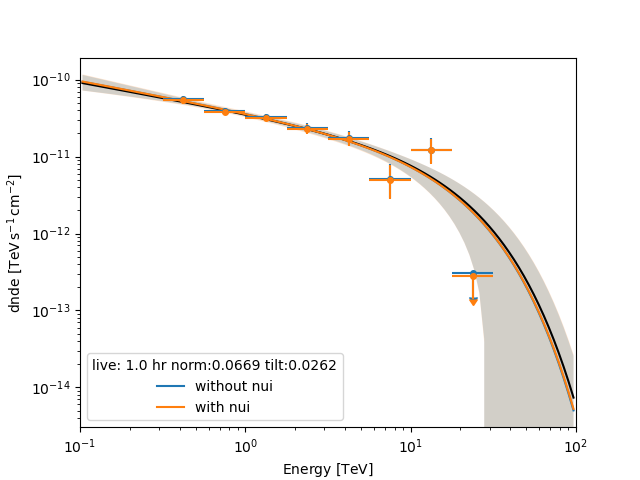 10⁻¹⁰
10⁻¹¹
10⁻¹²
10⁻¹³
10⁻¹⁴
dnde [TeV s⁻¹ cm⁻²]
live: 1.0 hr norm:0.0669 tilt:0.0262
without nui
with nui
10⁻¹ 10⁰ 10¹ 10²
Energy [TeV]